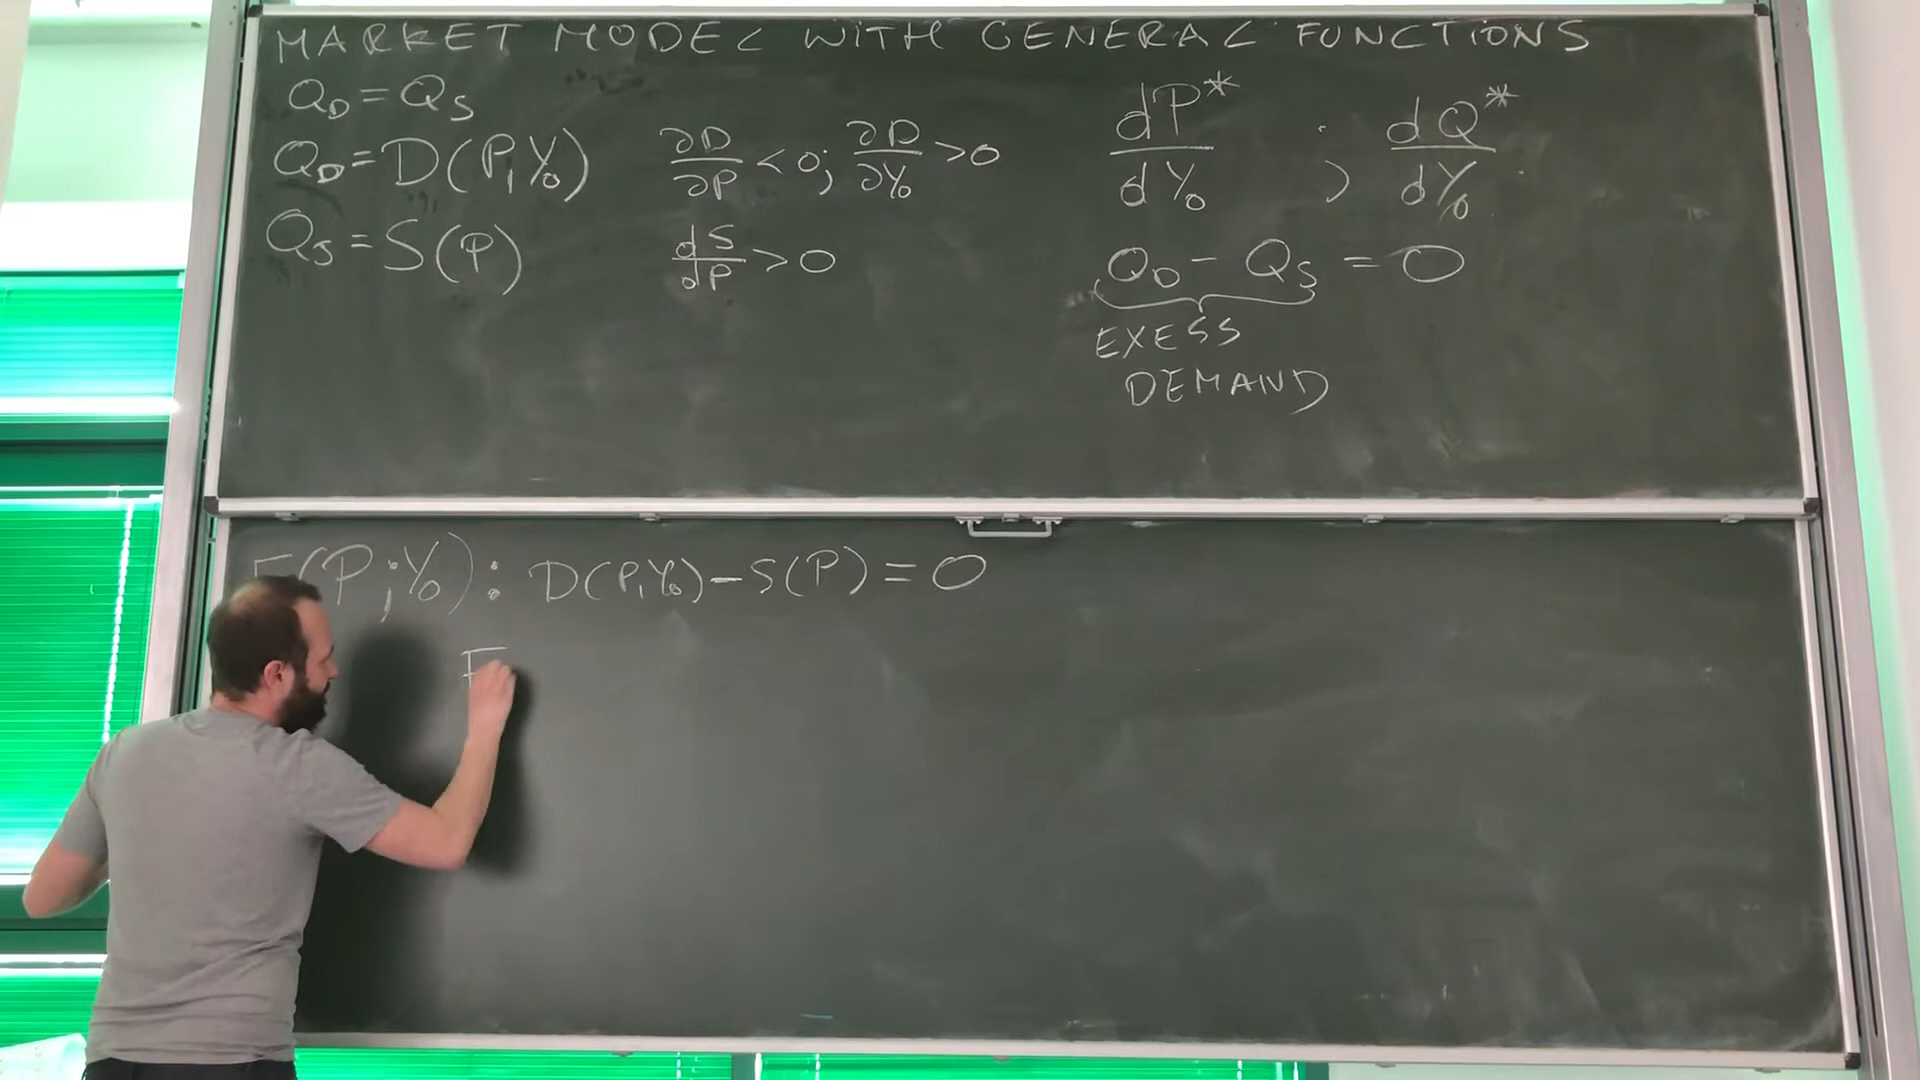 MARKET MODEL WITH GENERAL FUNCTIONS
Q_D = Q_S
Q_D = D(P, Y_0) ∂D/∂P < 0; ∂D/∂Y_0 > 0
Q_S = S(P) dS/dP > 0
dP*/dY_0 ; dQ*/dY_0
Q_D - Q_S = 0
EXESS
DEMAND
F(P; Y_0): D(P, Y_0) - S(P) = 0
F